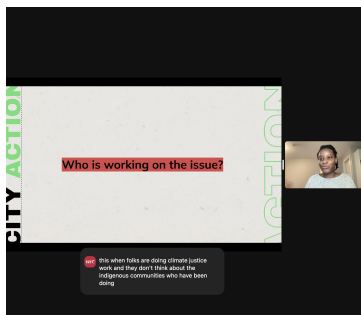 CITY ACTION
Who is working on the issue?
ACTION
this when folks are doing climate justice
work and they don't think about the
indigenous communities who have been
doing